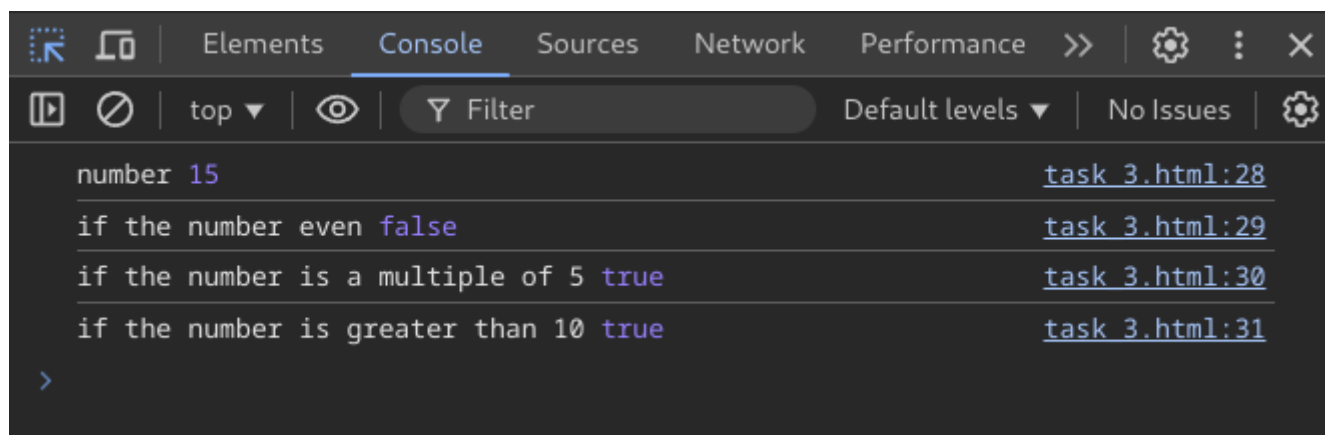 Elements Console Sources Network Performance >>
top ▼ Filter Default levels ▼ No Issues
number 15 task 3.html:28
if the number even false task 3.html:29
if the number is a multiple of 5 true task 3.html:30
if the number is greater than 10 true task 3.html:31
>